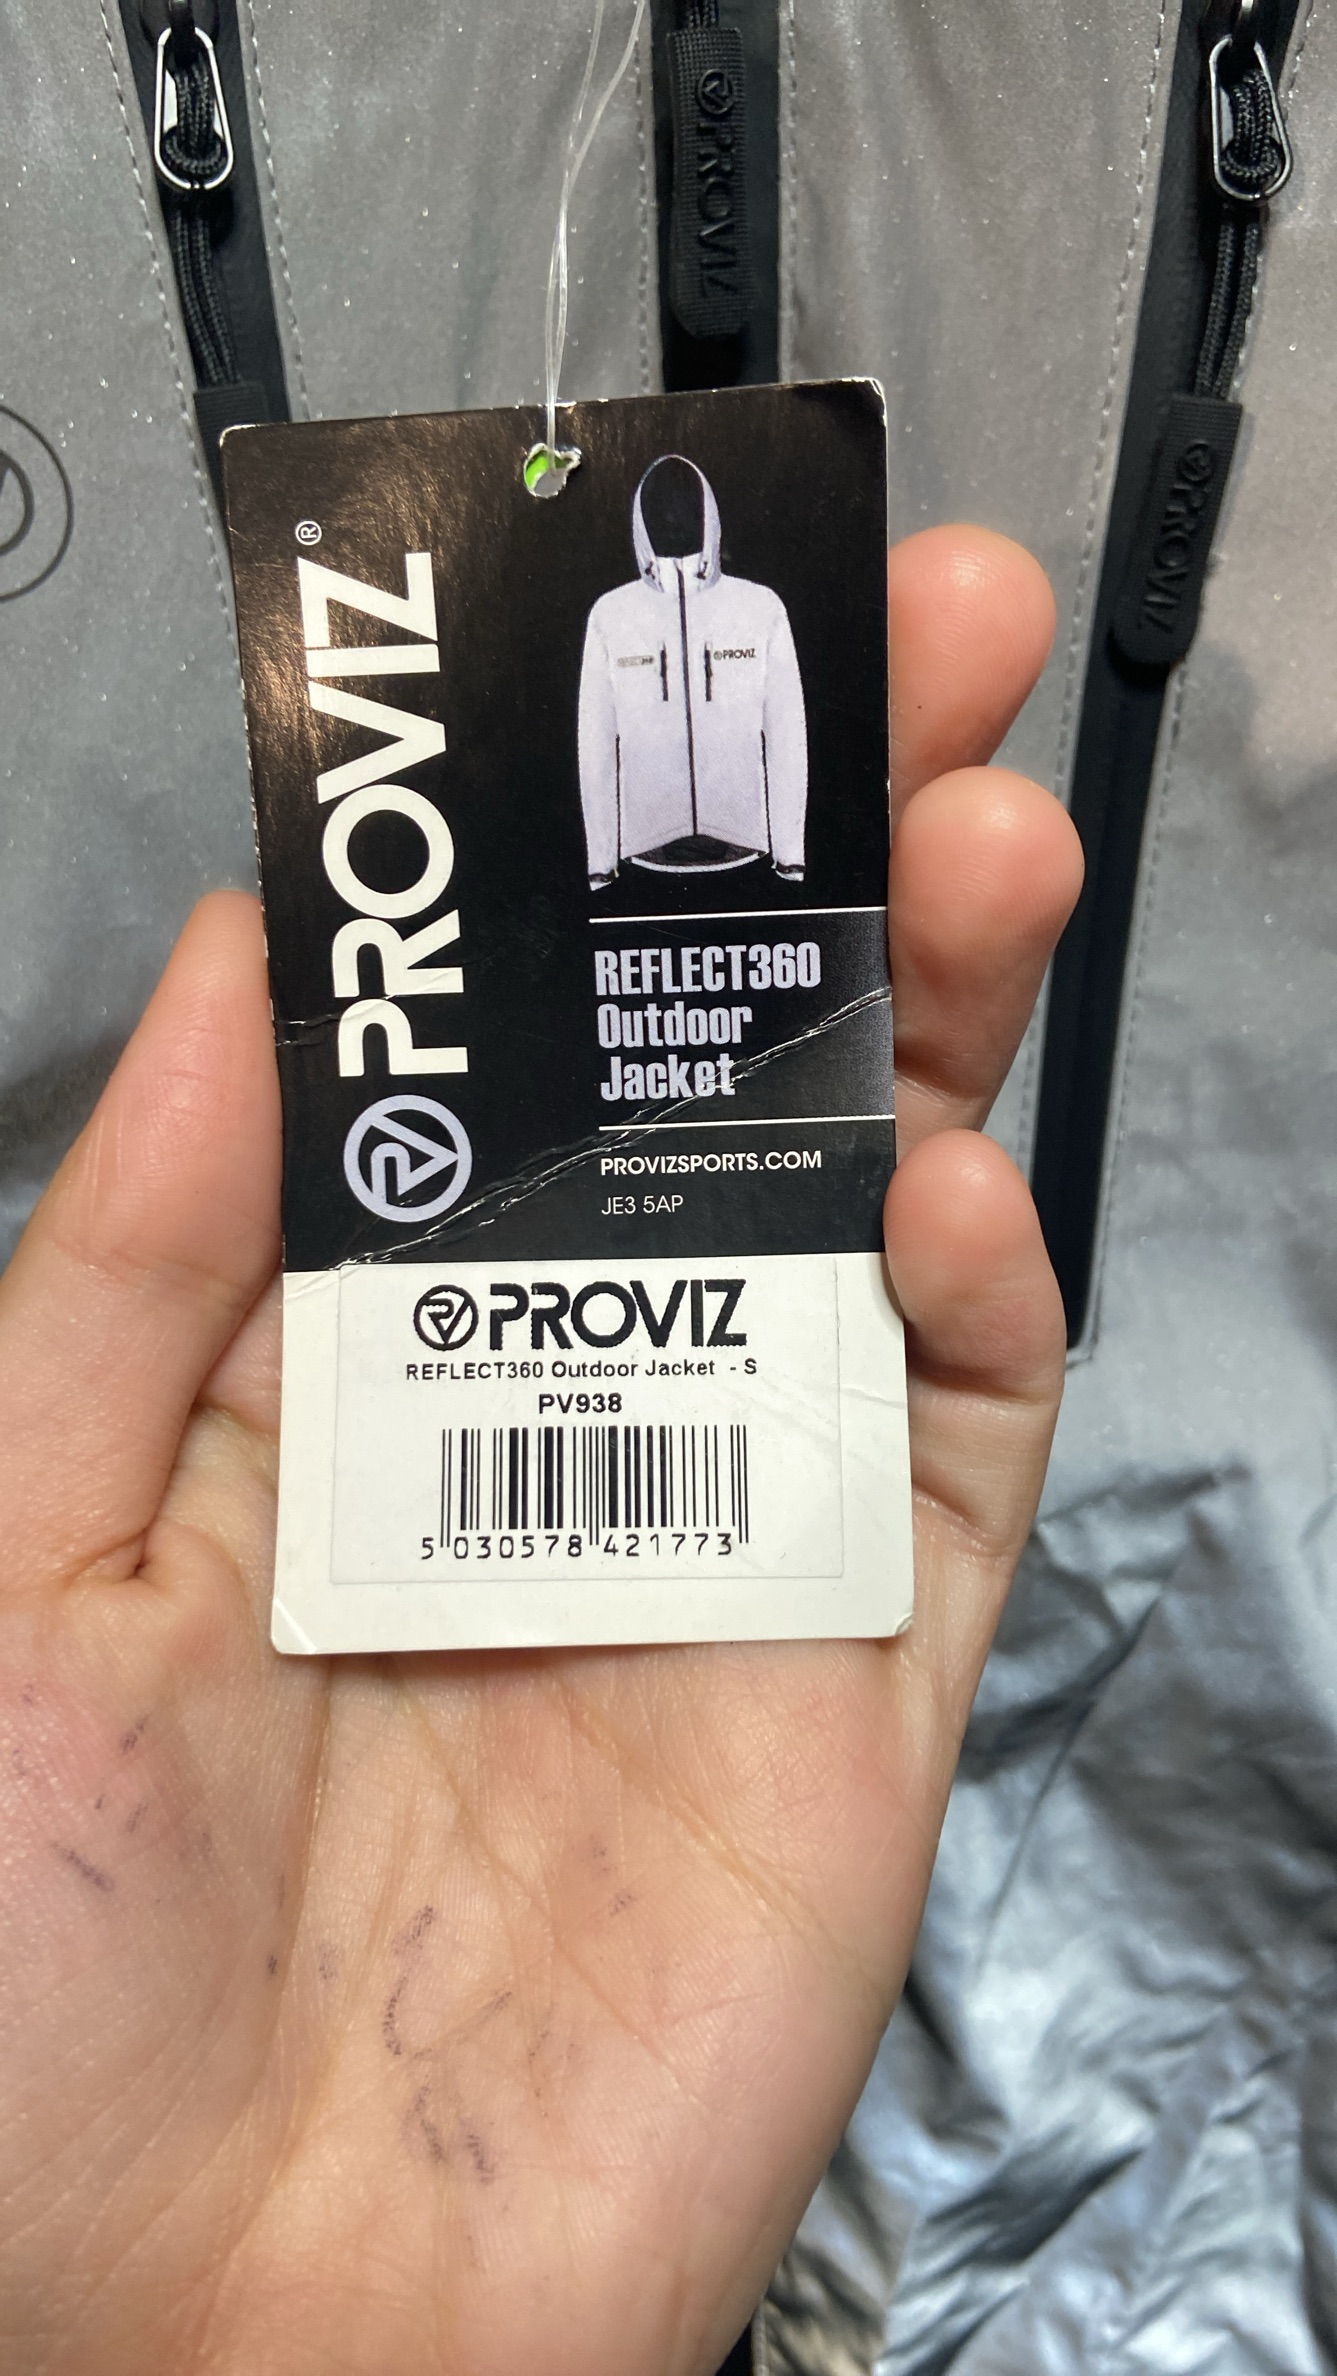 PROVIZ
PROVIZ
PROVIZ®
PROVIZ
REFLECT360
Outdoor
Jacket
PROVIZSPORTS.COM
JE3 5AP
PROVIZ
REFLECT360 Outdoor Jacket - S
PV938
5 030578 421773